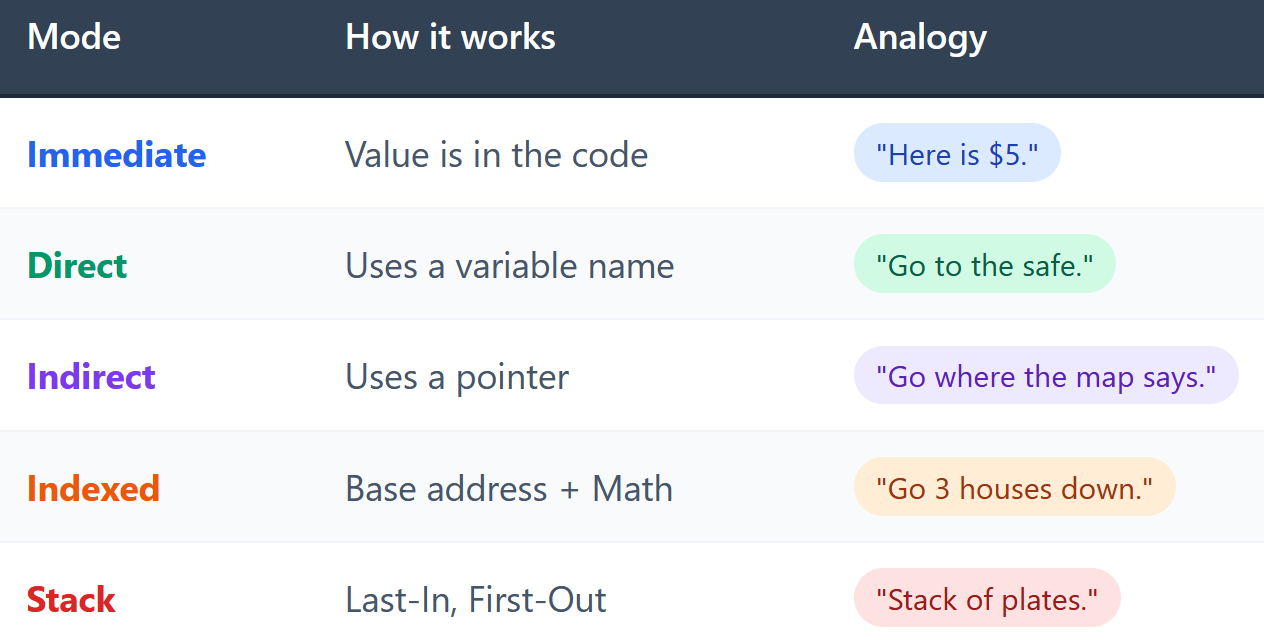 Mode How it works Analogy
Immediate Value is in the code "Here is $5."
Direct Uses a variable name "Go to the safe."
Indirect Uses a pointer "Go where the map says."
Indexed Base address + Math "Go 3 houses down."
Stack Last-In, First-Out "Stack of plates."